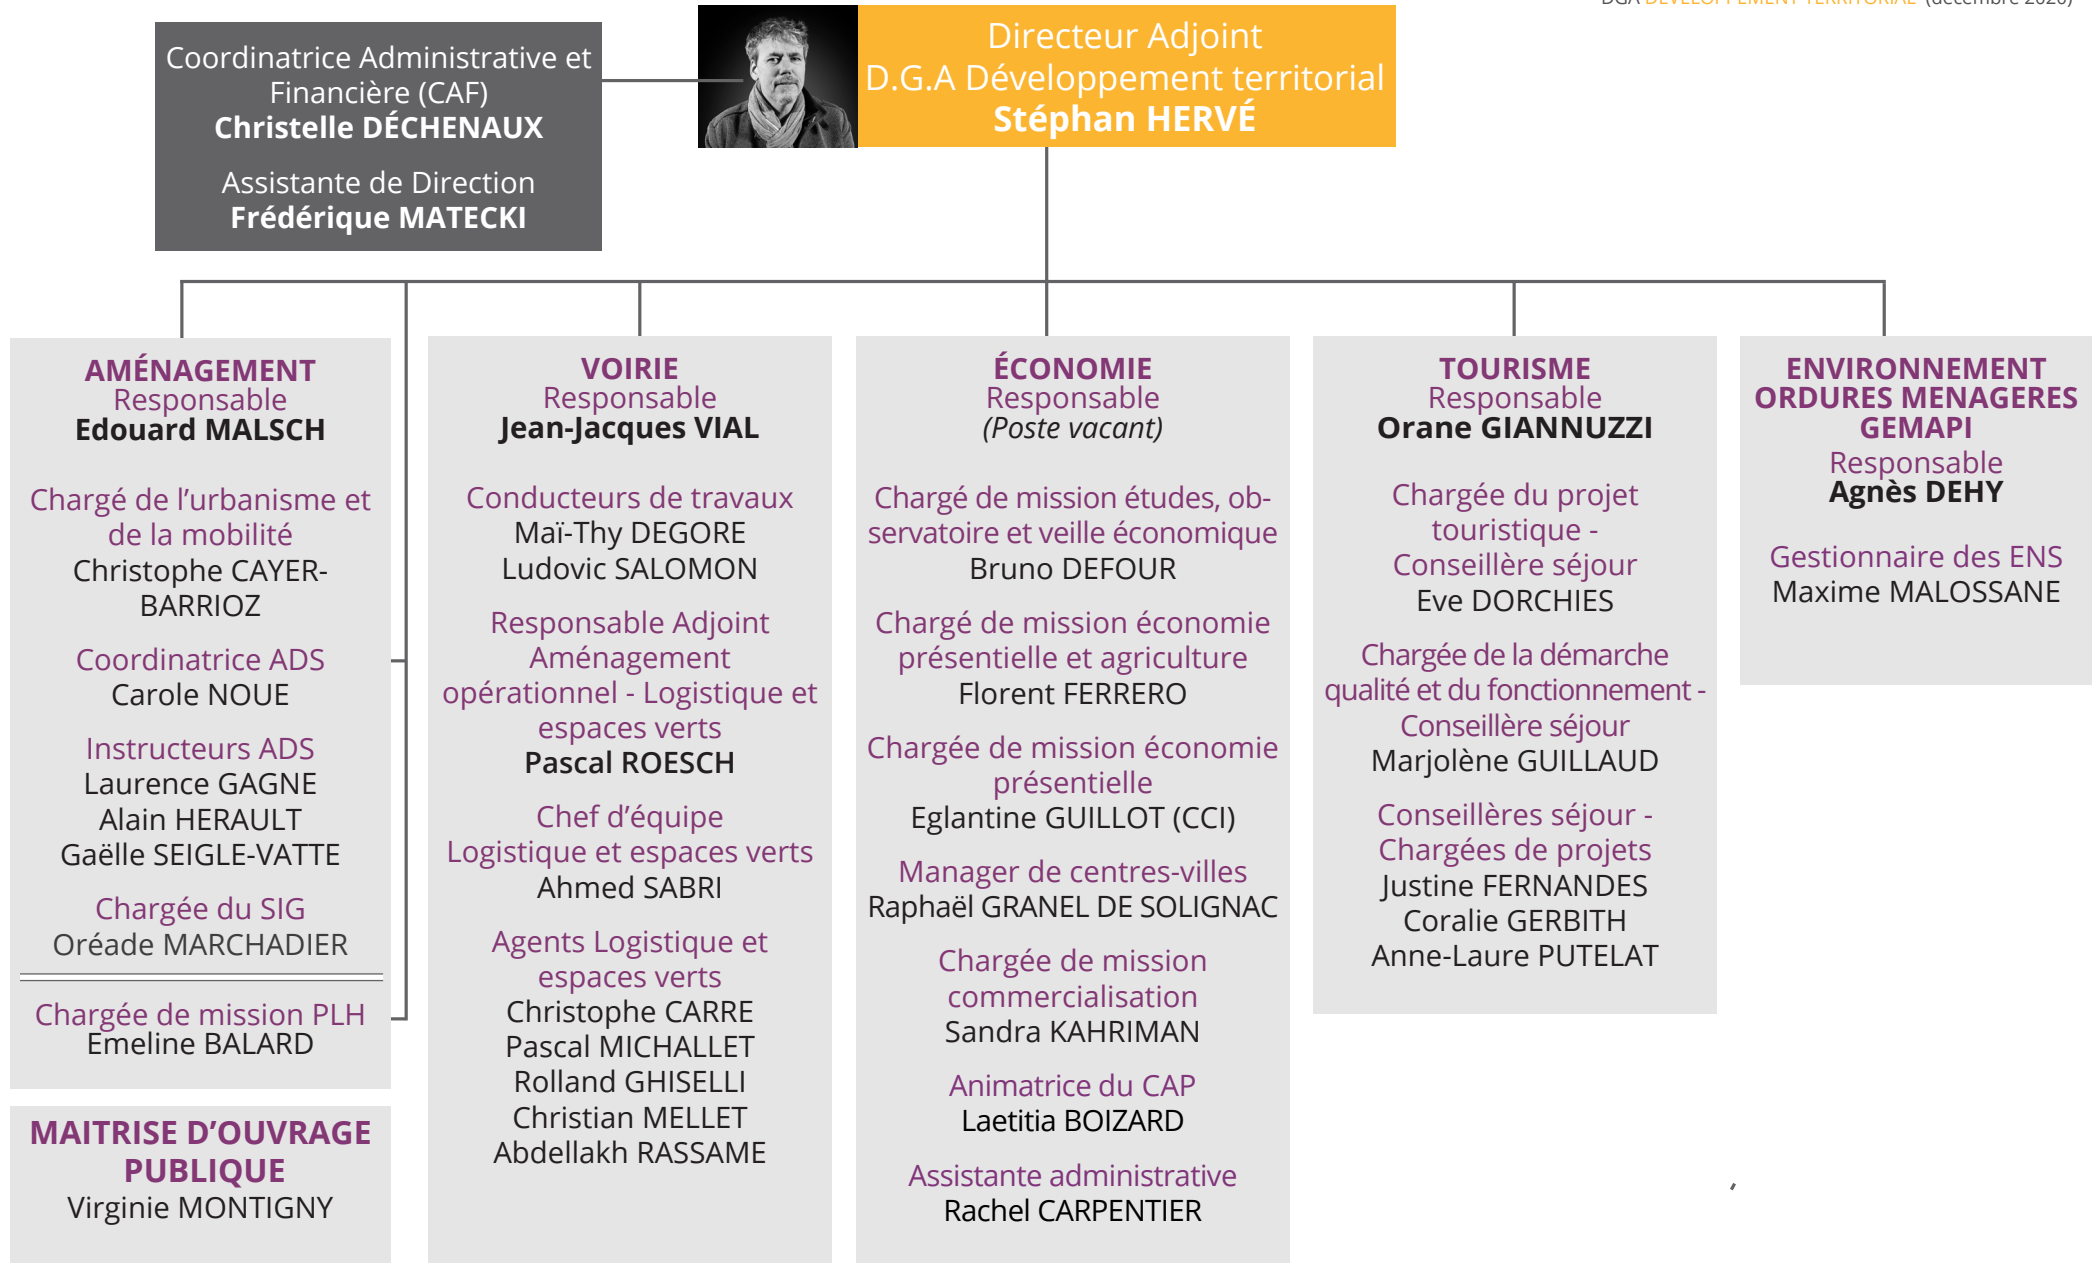 DGA DÉVELOPPEMENT TERRITORIAL (décembre 2020)
Coordinatrice Administrative et
Financière (CAF)
Christelle DÉCHENAUX
Assistante de Direction
Frédérique MATECKI
Directeur Adjoint
D.G.A Développement territorial
Stéphan HERVÉ
AMÉNAGEMENT
Responsable
Edouard MALSCH
Chargé de l’urbanisme et
de la mobilité
Christophe CAYER-
BARRIOZ
Coordinatrice ADS
Carole NOUE
Instructeurs ADS
Laurence GAGNE
Alain HERAULT
Gaëlle SEIGLE-VATTE
Chargée du SIG
Oréade MARCHADIER
Chargée de mission PLH
Emeline BALARD
MAITRISE D’OUVRAGE
PUBLIQUE
Virginie MONTIGNY
VOIRIE
Responsable
Jean-Jacques VIAL
Conducteurs de travaux
Maï-Thy DEGORE
Ludovic SALOMON
Responsable Adjoint
Aménagement
opérationnel - Logistique et
espaces verts
Pascal ROESCH
Chef d’équipe
Logistique et espaces verts
Ahmed SABRI
Agents Logistique et
espaces verts
Christophe CARRE
Pascal MICHALLET
Rolland GHISELLI
Christian MELLET
Abdellakh RASSAME
ÉCONOMIE
Responsable
(Poste vacant)
Chargé de mission études, ob-
servatoire et veille économique
Bruno DEFOUR
Chargé de mission économie
présentielle et agriculture
Florent FERRERO
Chargée de mission économie
présentielle
Eglantine GUILLOT (CCI)
Manager de centres-villes
Raphaël GRANEL DE SOLIGNAC
Chargée de mission
commercialisation
Sandra KAHRIMAN
Animatrice du CAP
Laetitia BOIZARD
Assistante administrative
Rachel CARPENTIER
TOURISME
Responsable
Orane GIANNUZZI
Chargée du projet
touristique -
Conseillère séjour
Eve DORCHIES
Chargée de la démarche
qualité et du fonctionnement -
Conseillère séjour
Marjolène GUILLAUD
Conseillères séjour -
Chargées de projets
Justine FERNANDES
Coralie GERBITH
Anne-Laure PUTELAT
ENVIRONNEMENT
ORDURES MENAGERES
GEMAPI
Responsable
Agnès DEHY
Gestionnaire des ENS
Maxime MALOSSANE